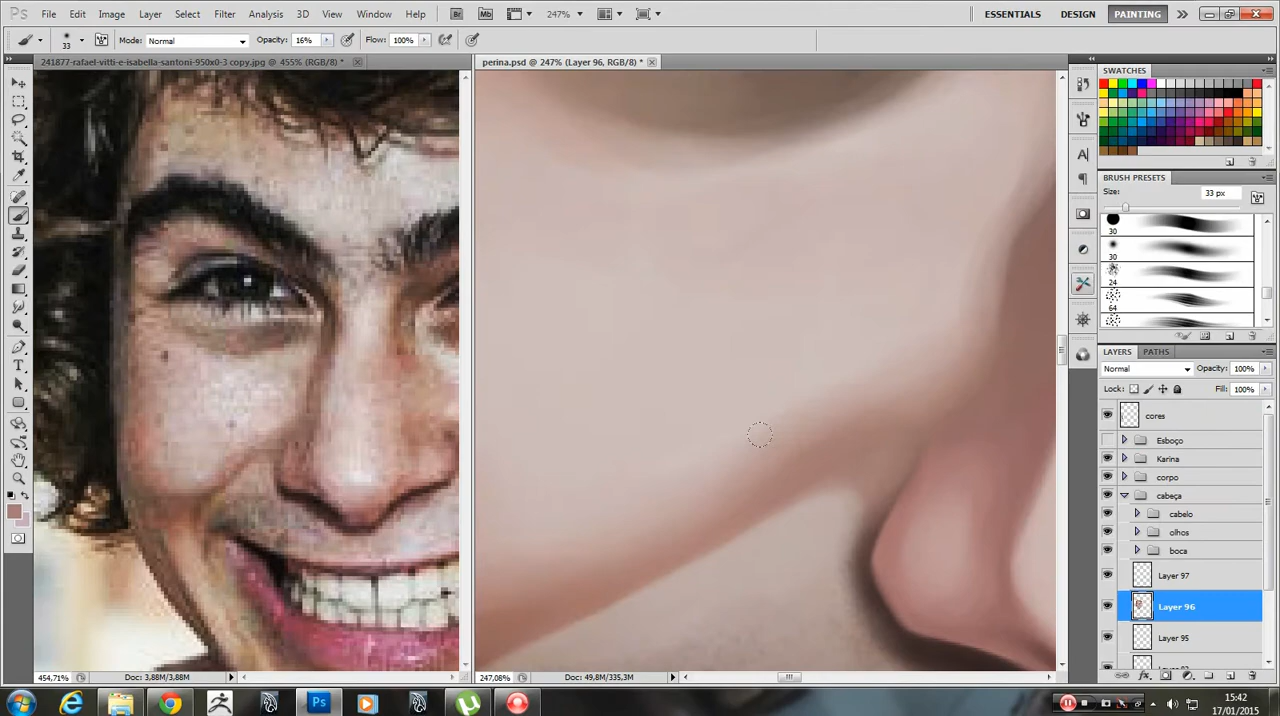 Ps File Edit Image Layer Select Filter Analysis 3D View Window Help Br Mb 247% ESSENTIALS DESIGN PAINTING
33 Mode: Normal Opacity: 16% Flow: 100%
241877-rafael-vitti-e-isabella-santoni-950x0-3 copy.jpg @ 455% (RGB/8) *
perina.psd @ 247% (Layer 96, RGB/8) *
SWATCHES
BRUSH PRESETS
Size: 33 px
30
30
24
64
LAYERS PATHS
Normal Opacity: 100%
Lock: Fill: 100%
cores
Esboço
Karina
corpo
cabeça
cabelo
olhos
boca
Layer 97
Layer 96
Layer 95
454,71% Doc: 3,88M/3,88M
247,08% Doc: 49,8M/335,3M
15:42
17/01/2015